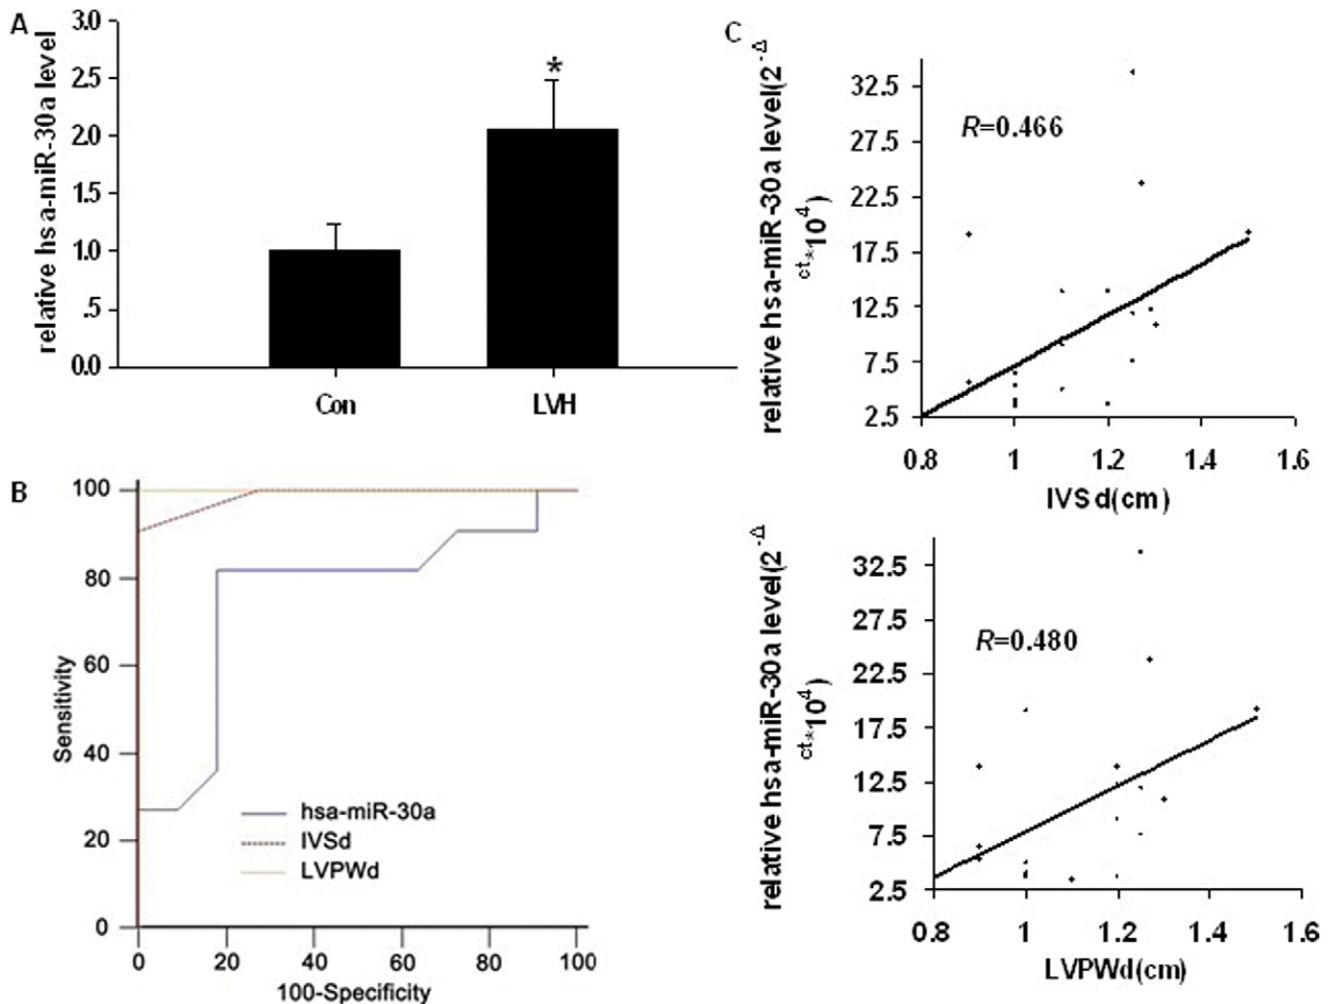 A
relative hsa-miR-30a level
3.0
2.5
2.0
1.5
1.0
.5
0.0
*
Con
LVH
B
Sensitivity
100
80
60
40
20
0
hsa-miR-30a
IVSd
LVPWd
0 20 40 60 80 100
100-Specificity
C
relative hsa-miR-30a level(2^-Δ
ct*10^4)
32.5
27.5
22.5
17.5
12.5
7.5
2.5
R=0.466
0.8 1 1.2 1.4 1.6
IVSd(cm)
relative hsa-miR-30a level(2^-Δ
ct*10^4)
32.5
27.5
22.5
17.5
12.5
7.5
2.5
R=0.480
0.8 1 1.2 1.4 1.6
LVPWd(cm)